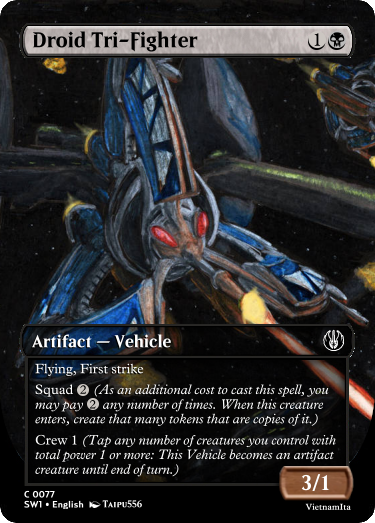 Droid Tri-Fighter 1
Artifact — Vehicle
Flying, First strike
Squad 2 (As an additional cost to cast this spell, you
may pay 2 any number of times. When this creature
enters, create that many tokens that are copies of it.)
Crew 1 (Tap any number of creatures you control with
total power 1 or more: This Vehicle becomes an artifact
creature until end of turn.)
3/1
C 0077
SW1 • English TAIPU556
VietnamIta